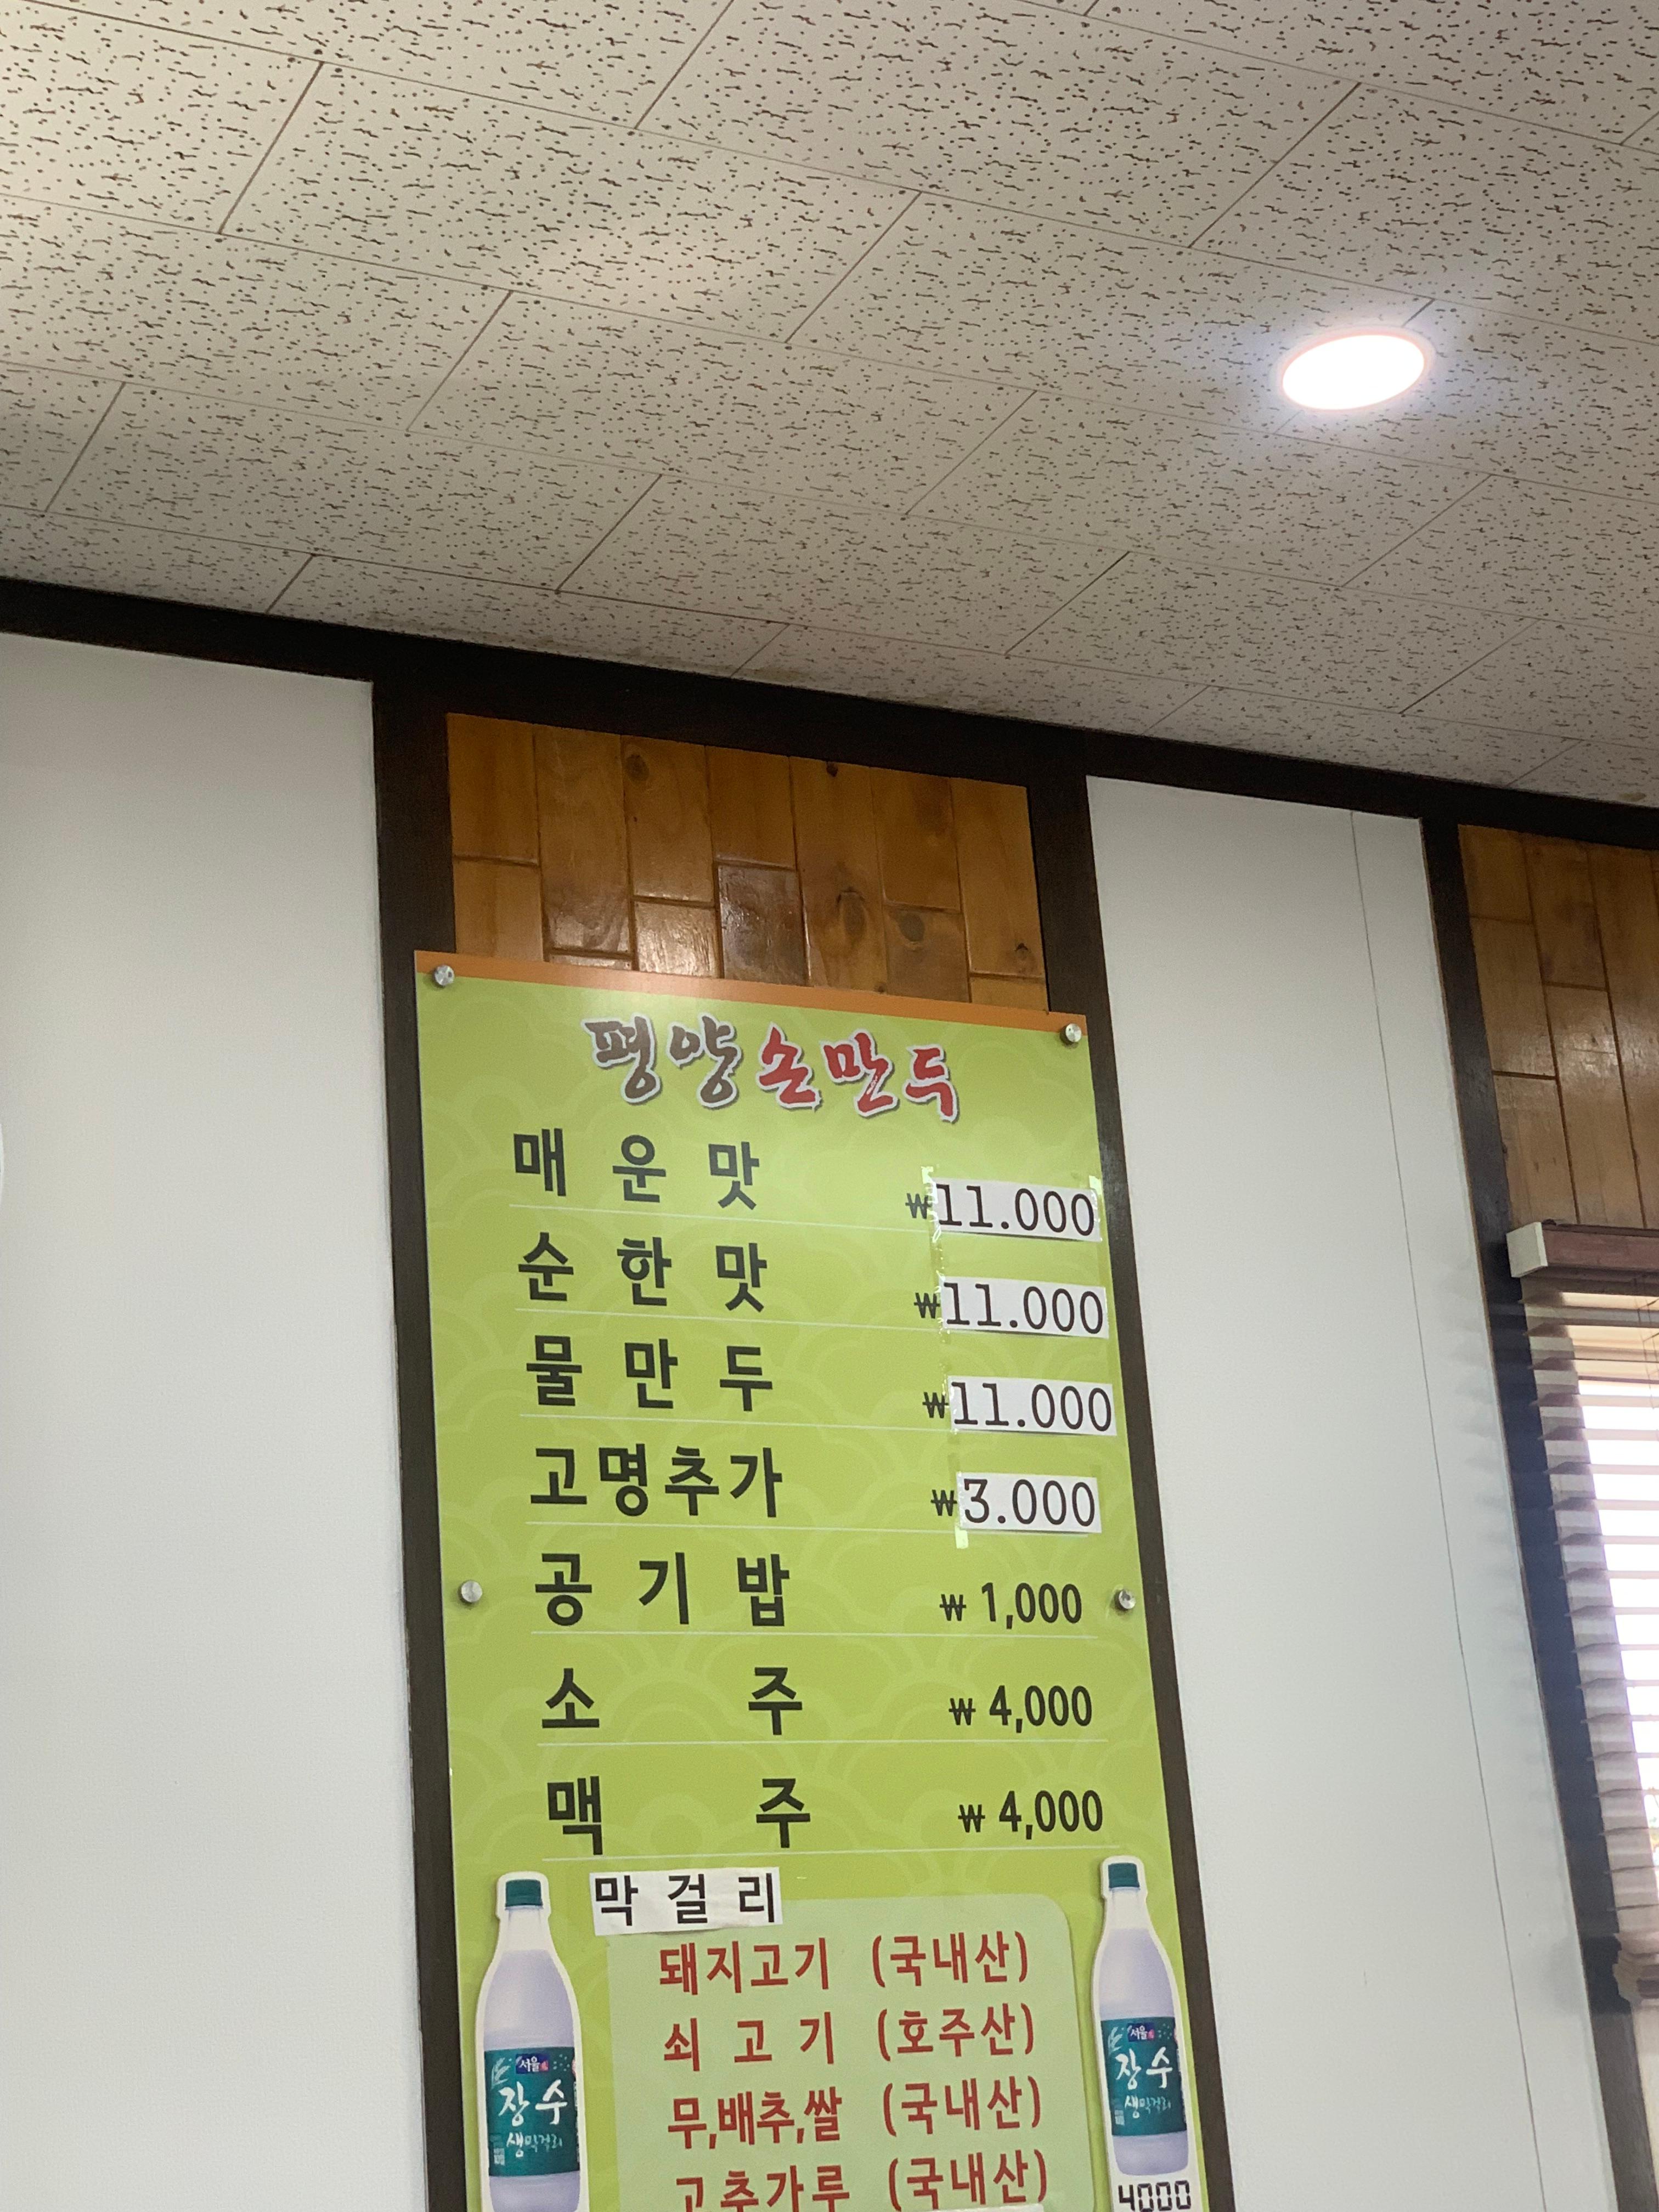 평양손만두
매운맛 ₩11.000
순한맛 ₩11.000
물만두 ₩11.000
고명추가 ₩3.000
공기밥 ₩ 1,000
소주 ₩ 4,000
맥주 ₩ 4,000
막걸리
돼지고기 (국내산)
쇠고기 (호주산)
무,배추,쌀 (국내산)
고추가루 (국내산)
서울
장수
생막걸리
서울
장수
생막걸리
4000